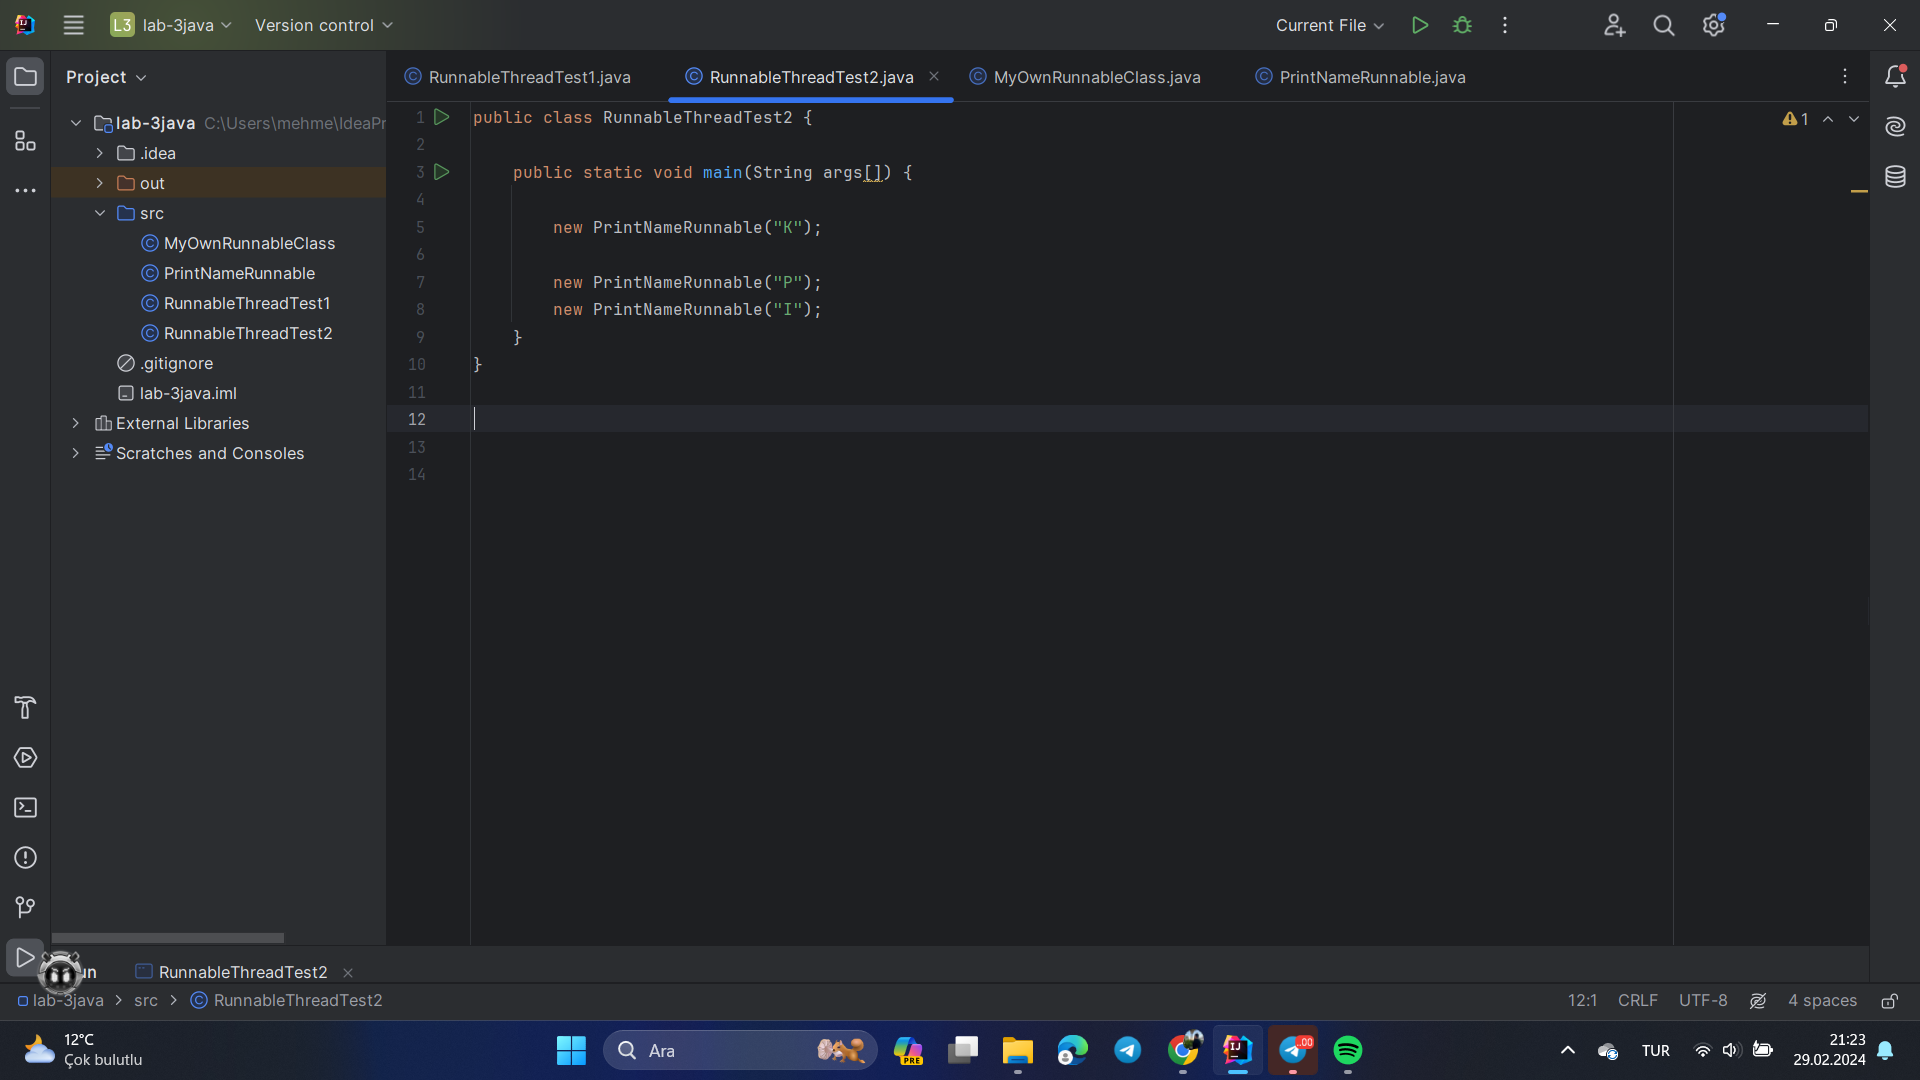 L3 lab-3java Version control Current File
Project
RunnableThreadTest1.java RunnableThreadTest2.java MyOwnRunnableClass.java PrintNameRunnable.java
lab-3java C:\Users\mehme\IdeaPr
.idea
out
src
MyOwnRunnableClass
PrintNameRunnable
RunnableThreadTest1
RunnableThreadTest2
.gitignore
lab-3java.iml
External Libraries
Scratches and Consoles
1 public class RunnableThreadTest2 {
2
3 public static void main(String args[]) {
4
5 new PrintNameRunnable("K");
6
7 new PrintNameRunnable("P");
8 new PrintNameRunnable("I");
9 }
10 }
11
12
13
14
1
un RunnableThreadTest2
lab-3java src RunnableThreadTest2
12:1 CRLF UTF-8 4 spaces
12°C
Çok bulutlu
Ara
PRE
IJ
.00
TUR
21:23
29.02.2024